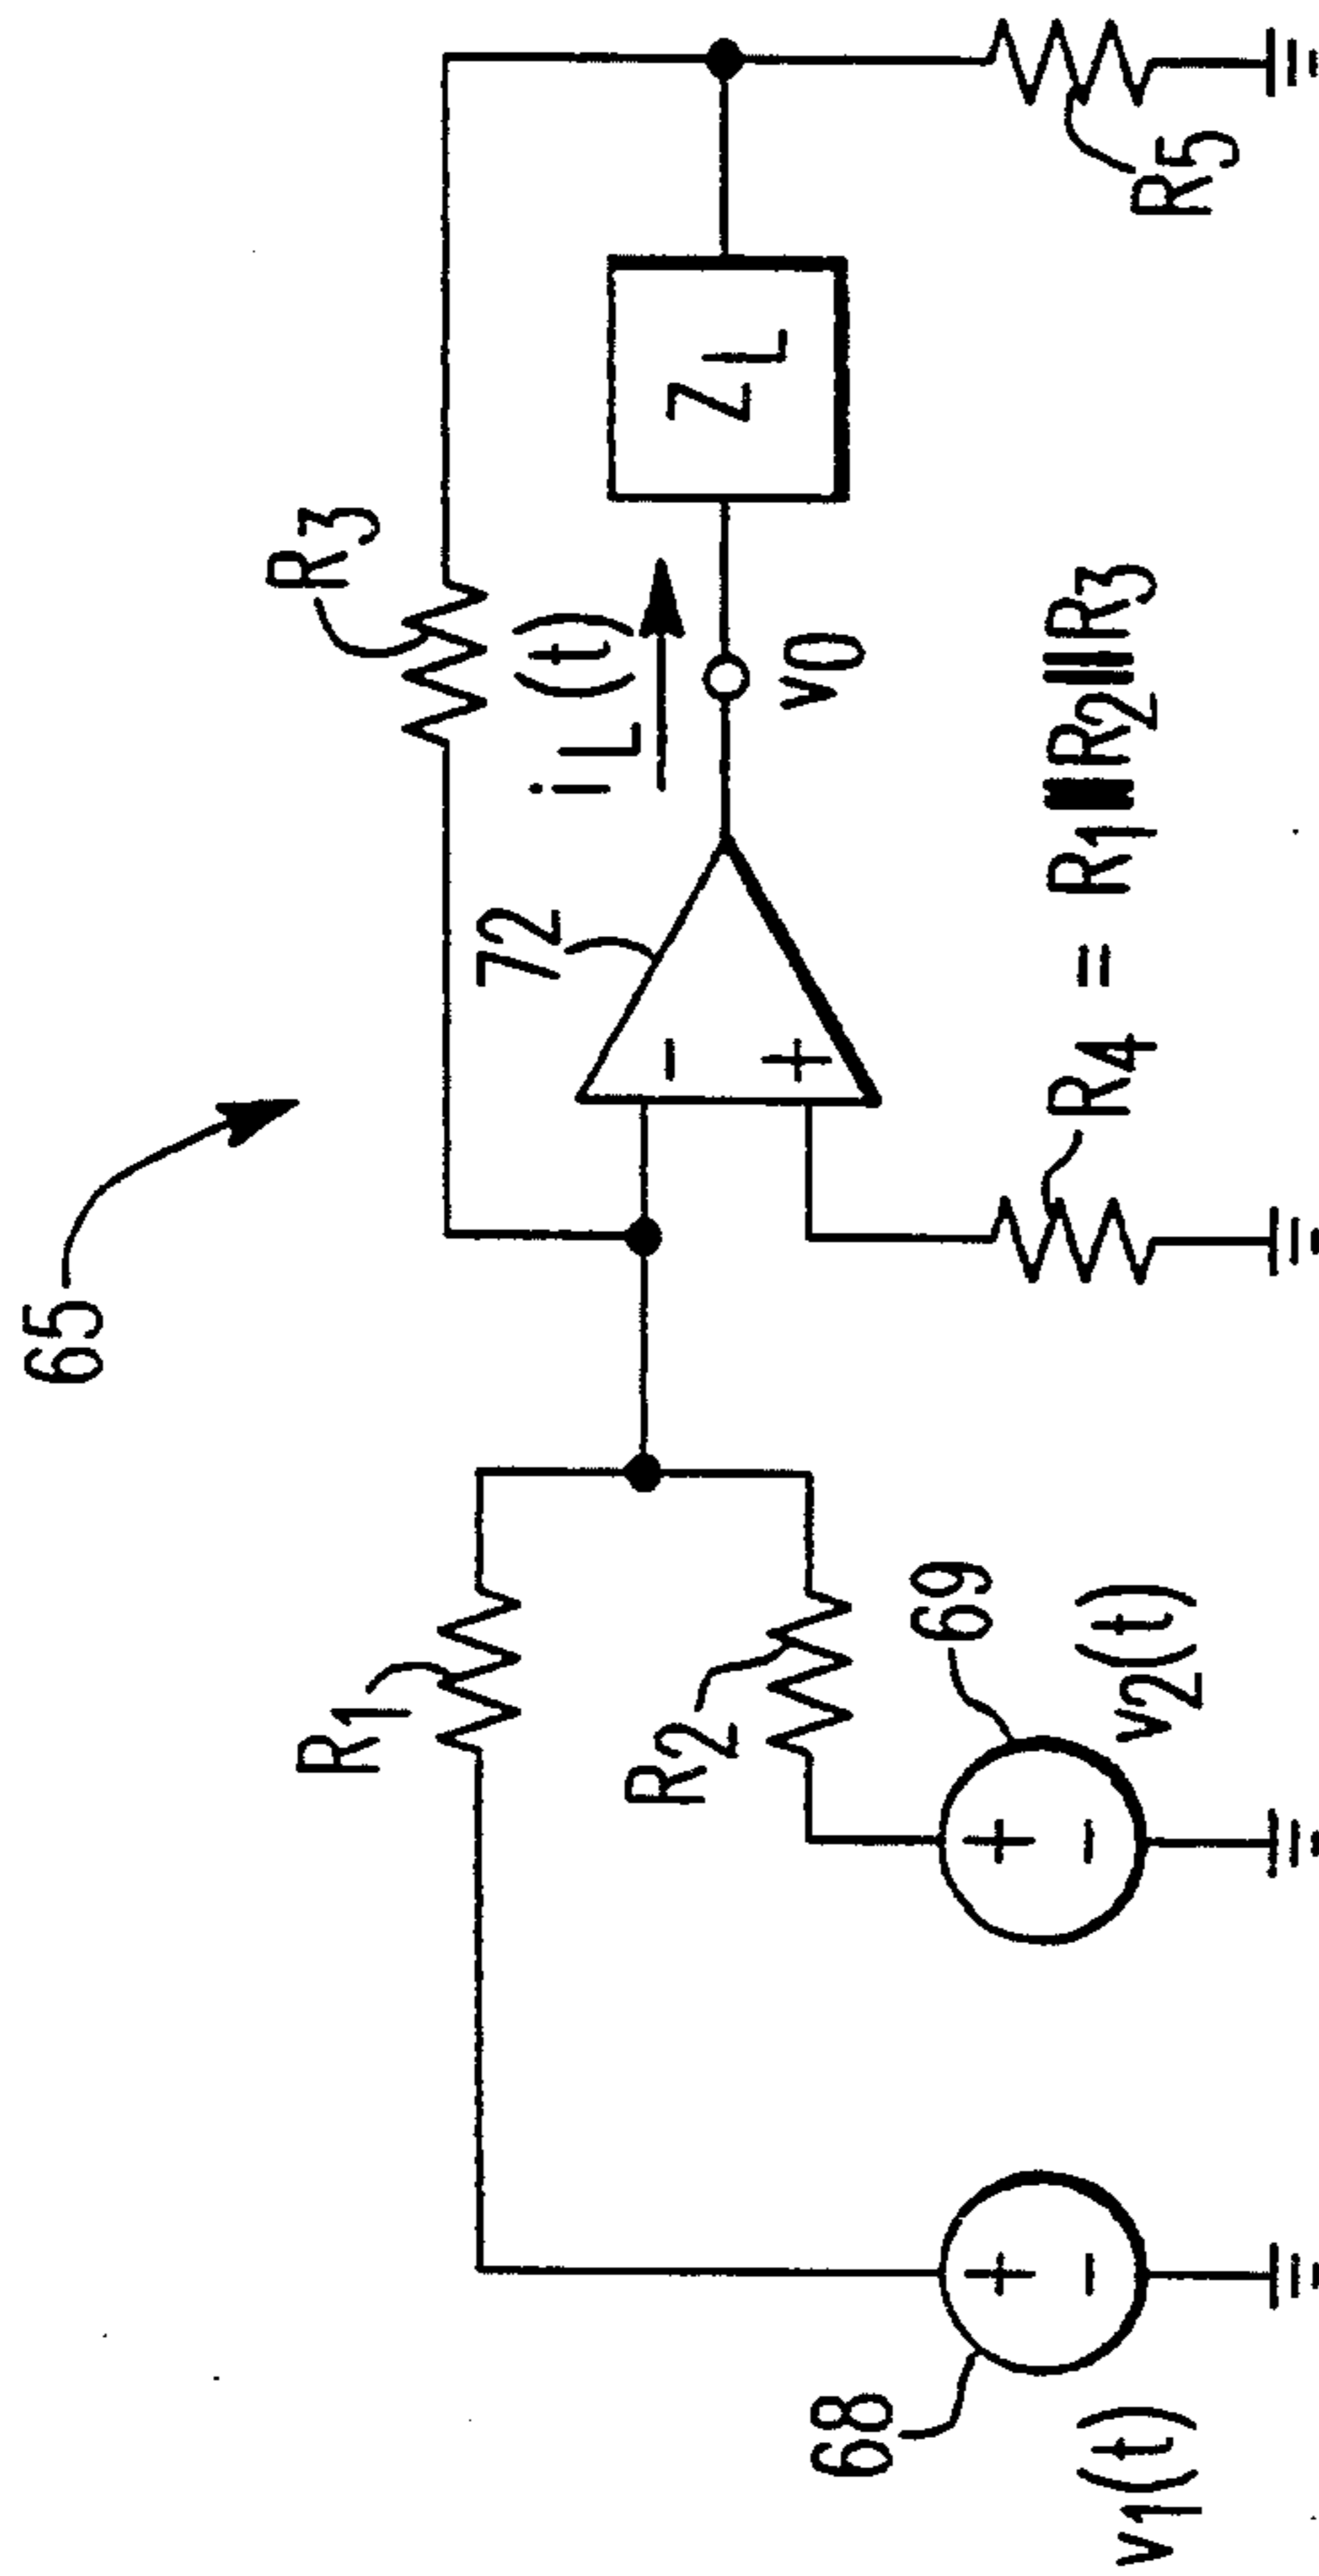 65
R1
R2
R3
72
iL(t)
v0
ZL
R4 = R1||R2||R3
R5
68
v1(t)
69
v2(t)
+
-
+
-
-
+